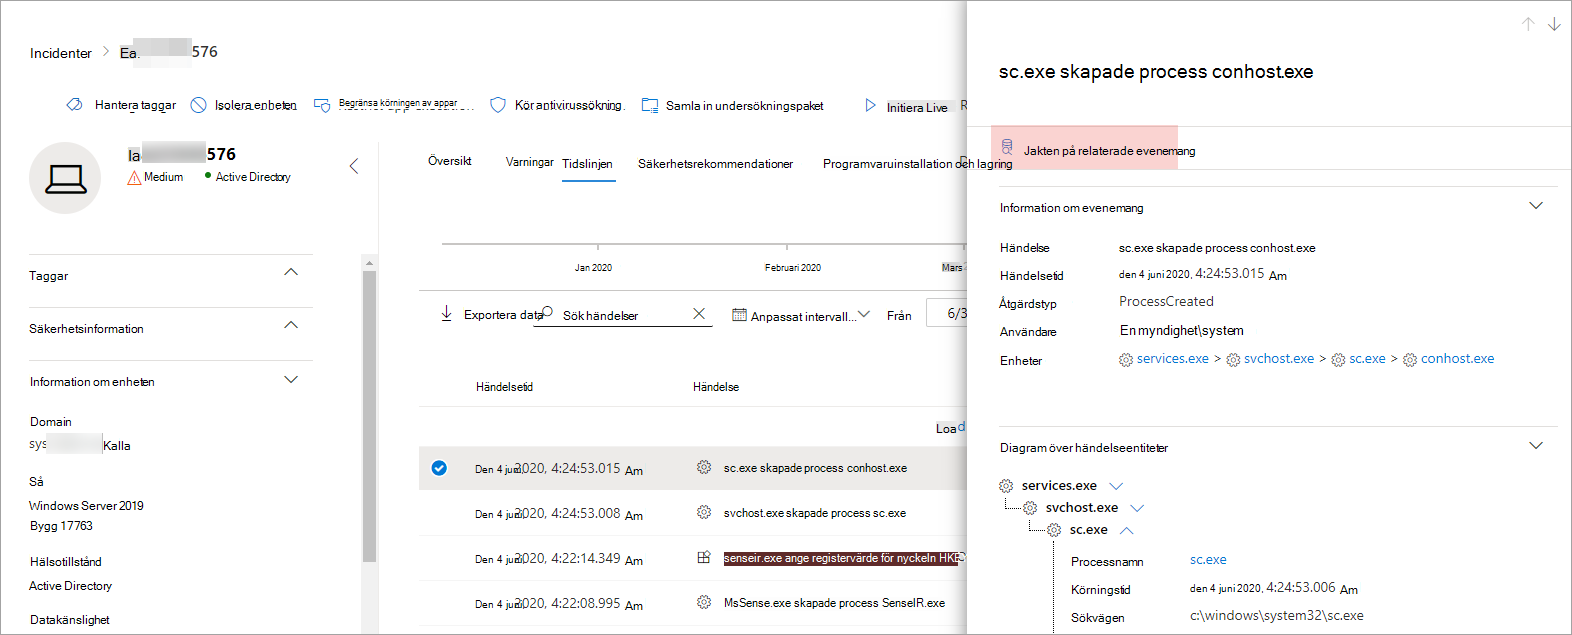 Incidenter > Ea. 576
Hantera taggar
Isolera enheten
Begränsa körningen av appar
Kör antivirussökning
Samla in undersökningspaket
Initiera Live
Ia 576
Medium
Active Directory
Översikt
Varningar
Tidslinjen
Säkerhetsrekommendationer
Programvaruinstallation och lagring
Taggar
Säkerhetsinformation
Information om enheten
Domain
sys Kalla
Så
Windows Server 2019
Bygg 17763
Hälsotillstånd
Active Directory
Datakänslighet
Jan 2020
Februari 2020
Mars
Exportera data
Sök händelser
Anpassat intervall...
Från
6/3
Händelsetid
Händelse
Load
Den 4 juni, 2020, 4:24:53.015 Am
sc.exe skapade process conhost.exe
Den 4 juni, 2020, 4:24:53.008 Am
svchost.exe skapade process sc.exe
Den 4 juni, 2020, 4:22:14.349 Am
senseir.exe ange registervärde för nyckeln HKE
Den 4 juni, 2020, 4:22:08.995 Am
MsSense.exe skapade process SenseIR.exe
sc.exe skapade process conhost.exe
Jakten på relaterade evenemang
Information om evenemang
Händelse
sc.exe skapade process conhost.exe
Händelsetid
den 4 juni 2020, 4:24:53.015 Am
Åtgärdstyp
ProcessCreated
Användare
En myndighet\system
Enheter
services.exe > svchost.exe > sc.exe > conhost.exe
Diagram över händelseentiteter
services.exe
svchost.exe
sc.exe
Processnamn
sc.exe
Körningstid
den 4 juni 2020, 4:24:53.006 Am
Sökvägen
c:\windows\system32\sc.exe